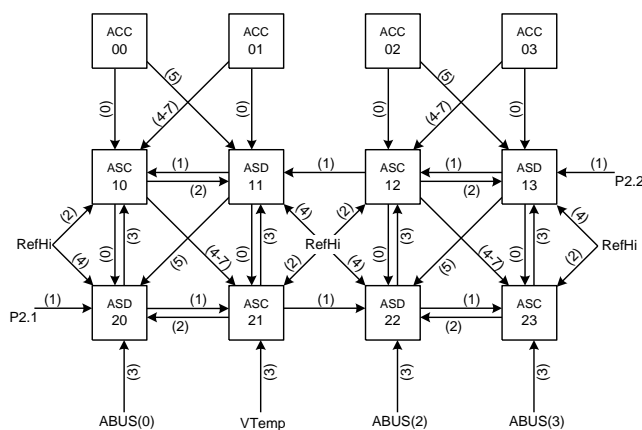 ACC
00
ACC
01
ACC
02
ACC
03
(5)
(5)
(0)
(4-7)
(0)
(0)
(4-7)
(0)
ASC
10
(1)
(2)
ASD
11
(1)
ASC
12
(1)
(2)
ASD
13
(1)
P2.2
(2)
(4)
(2)
(4)
RefHi
RefHi
RefHi
(4)
(0)
(3)
(5)
(4-7)
(0)
(3)
(2)
(4)
(0)
(3)
(5)
(4-7)
(0)
(3)
(2)
(1)
P2.1
ASD
20
(1)
(2)
ASC
21
(1)
ASD
22
(1)
(2)
ASC
23
(3)
(3)
(3)
(3)
ABUS(0)
VTemp
ABUS(2)
ABUS(3)